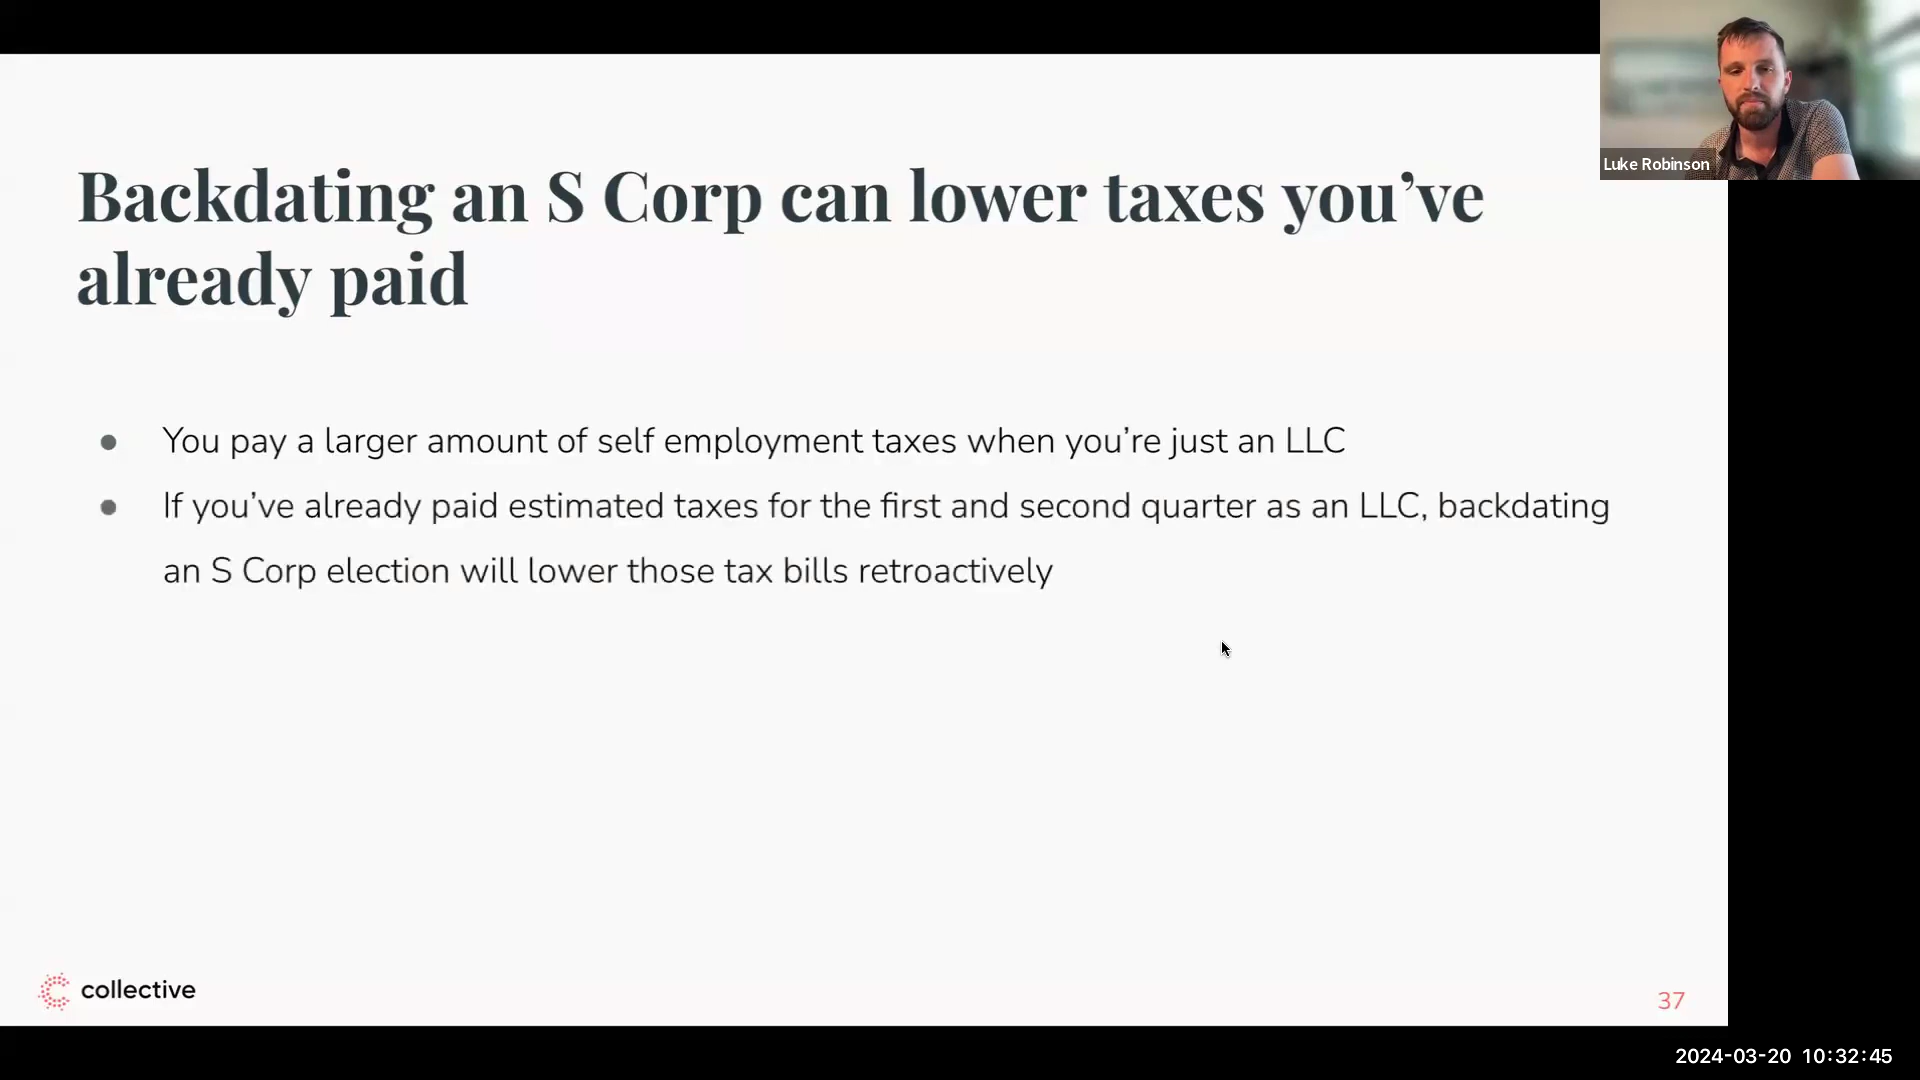 Luke Robinson
Backdating an S Corp can lower taxes you’ve
already paid
● You pay a larger amount of self employment taxes when you’re just an LLC
● If you’ve already paid estimated taxes for the first and second quarter as an LLC, backdating
an S Corp election will lower those tax bills retroactively
collective
37
2024-03-20 10:32:45